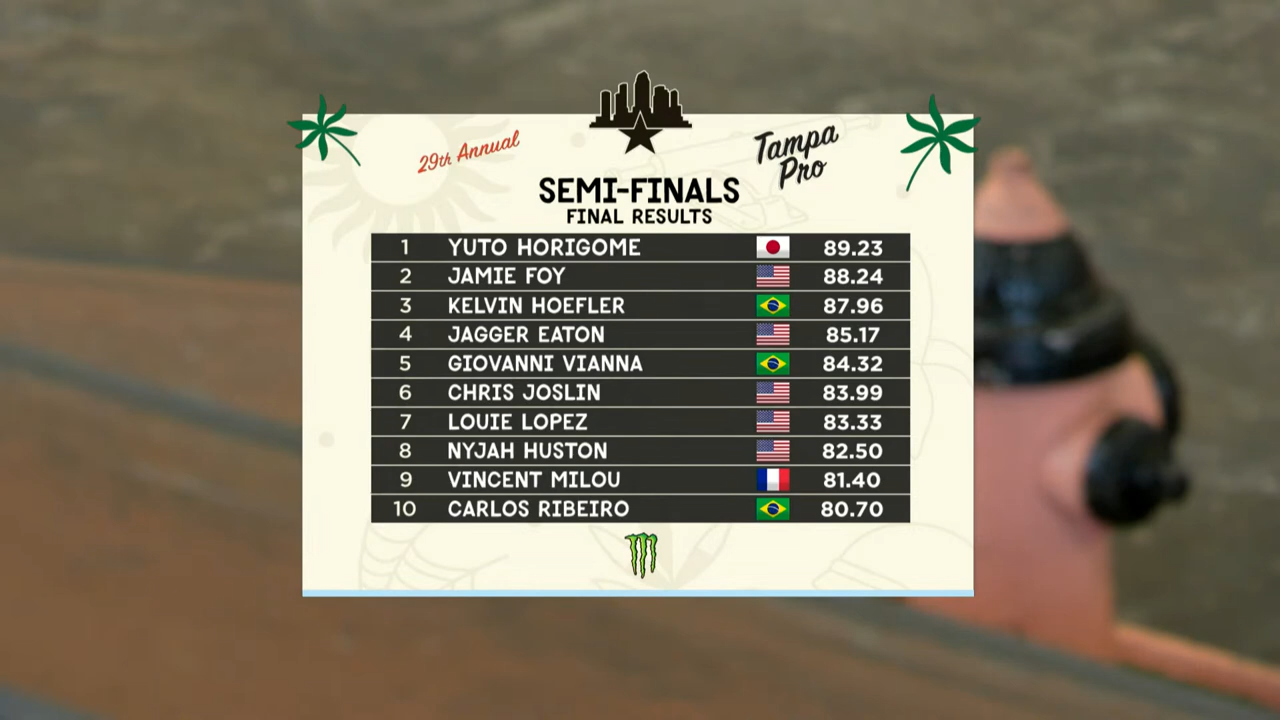 29th Annual
Tampa
Pro
SEMI-FINALS
FINAL RESULTS
1 YUTO HORIGOME 89.23
2 JAMIE FOY 88.24
3 KELVIN HOEFLER 87.96
4 JAGGER EATON 85.17
5 GIOVANNI VIANNA 84.32
6 CHRIS JOSLIN 83.99
7 LOUIE LOPEZ 83.33
8 NYJAH HUSTON 82.50
9 VINCENT MILOU 81.40
10 CARLOS RIBEIRO 80.70